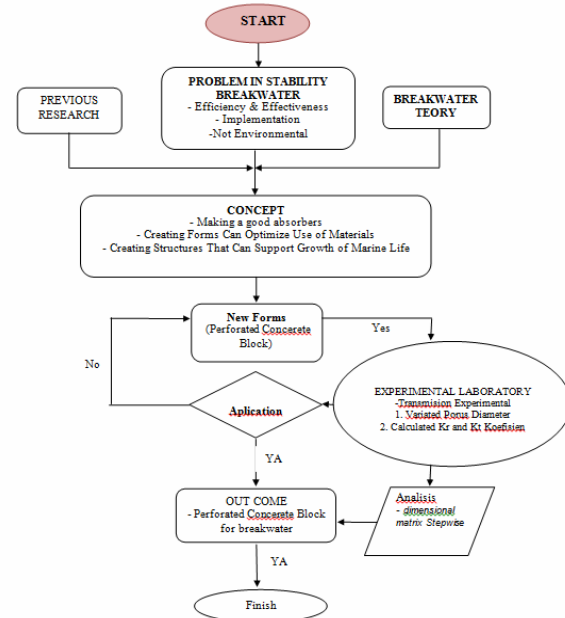 START
PROBLEM IN STABILITY
BREAKWATER
- Efficiency & Effectiveness
- Implementation
-Not Environmental
PREVIOUS
RESEARCH
BREAKWATER
TEORY
CONCEPT
- Making a good absorbers
- Creating Forms Can Optimize Use of Materials
- Creating Structures That Can Support Growth of Marine Life
New Forms
(Perforated Concerete
Block)
Yes
No
EXPERIMENTAL LABORATORY
-Transmision Experimental
1. Variated Porus Diameter
2. Calculated Kr and Kt Koefisien
Aplication
YA
OUT COME
- Perforated Concerete Block
for breakwater
Analisis
- dimensional
matrix Stepwise
YA
Finish